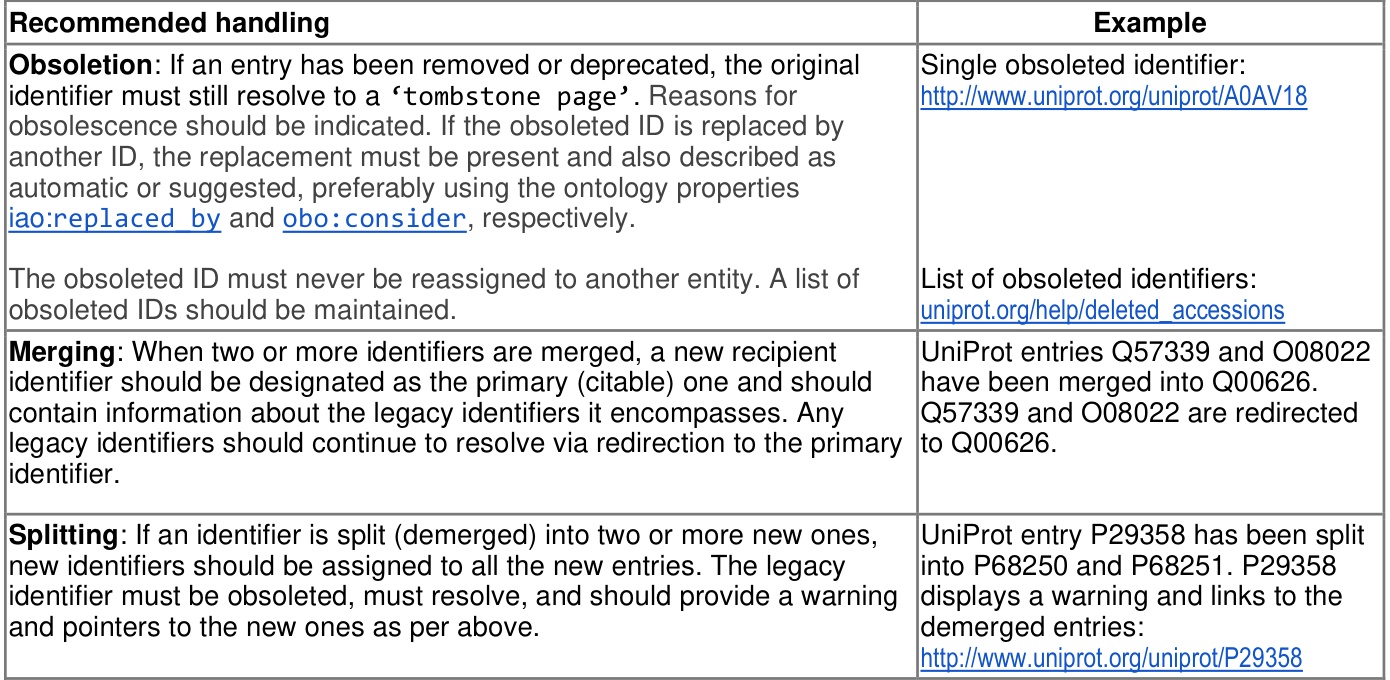 Recommended handling
Example
Obsoletion: If an entry has been removed or deprecated, the original
identifier must still resolve to a ‘tombstone page’. Reasons for
obsolescence should be indicated. If the obsoleted ID is replaced by
another ID, the replacement must be present and also described as
automatic or suggested, preferably using the ontology properties
iao:replaced_by and obo:consider, respectively.
The obsoleted ID must never be reassigned to another entity. A list of
obsoleted IDs should be maintained.
Single obsoleted identifier:
http://www.uniprot.org/uniprot/A0AV18
List of obsoleted identifiers:
uniprot.org/help/deleted_accessions
Merging: When two or more identifiers are merged, a new recipient
identifier should be designated as the primary (citable) one and should
contain information about the legacy identifiers it encompasses. Any
legacy identifiers should continue to resolve via redirection to the primary
identifier.
UniProt entries Q57339 and O08022
have been merged into Q00626.
Q57339 and O08022 are redirected
to Q00626.
Splitting: If an identifier is split (demerged) into two or more new ones,
new identifiers should be assigned to all the new entries. The legacy
identifier must be obsoleted, must resolve, and should provide a warning
and pointers to the new ones as per above.
UniProt entry P29358 has been split
into P68250 and P68251. P29358
displays a warning and links to the
demerged entries:
http://www.uniprot.org/uniprot/P29358